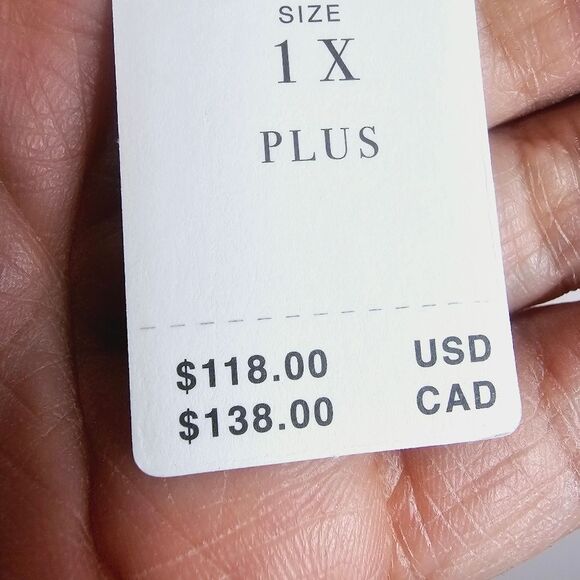 SIZE
1 X
PLUS
$118.00 USD
$138.00 CAD